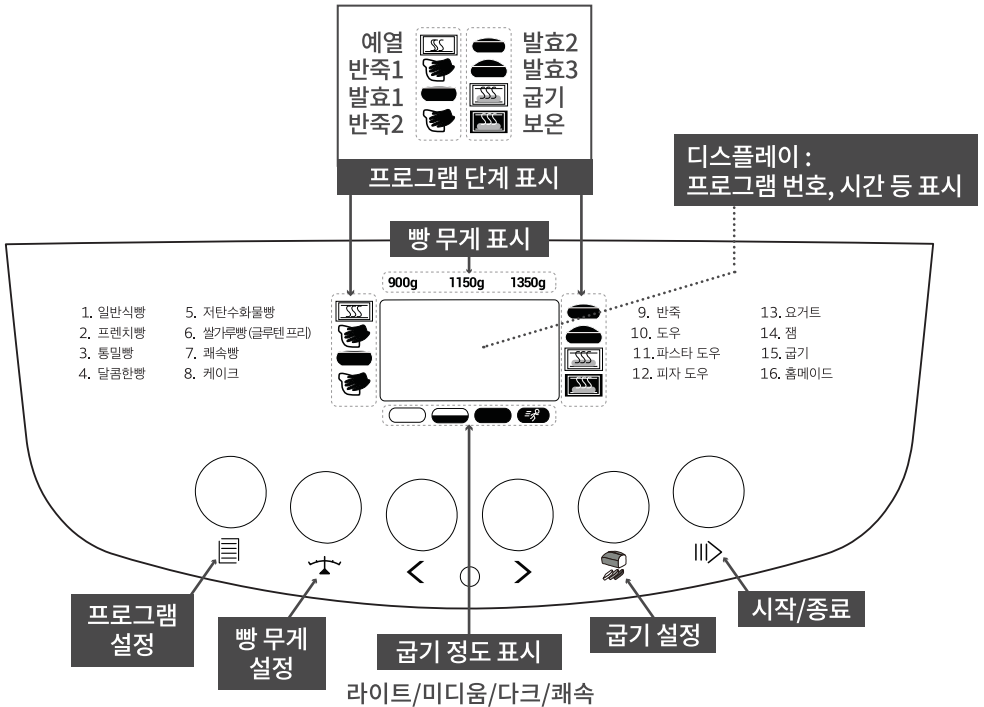 예열
반죽1
발효1
반죽2
발효2
발효3
굽기
보온
프로그램 단계 표시
디스플레이 :
프로그램 번호, 시간 등 표시
빵 무게 표시
900g 1150g 1350g
1. 일반식빵
2. 프렌치빵
3. 통밀빵
4. 달콤한빵
5. 저탄수화물빵
6. 쌀가루빵(글루텐 프리)
7. 쾌속빵
8. 케이크
9. 반죽
10. 도우
11. 파스타 도우
12. 피자 도우
13. 요거트
14. 잼
15. 굽기
16. 홈메이드
프로그램
설정
빵 무게
설정
굽기 정도 표시
라이트/미디움/다크/쾌속
굽기 설정
시작/종료